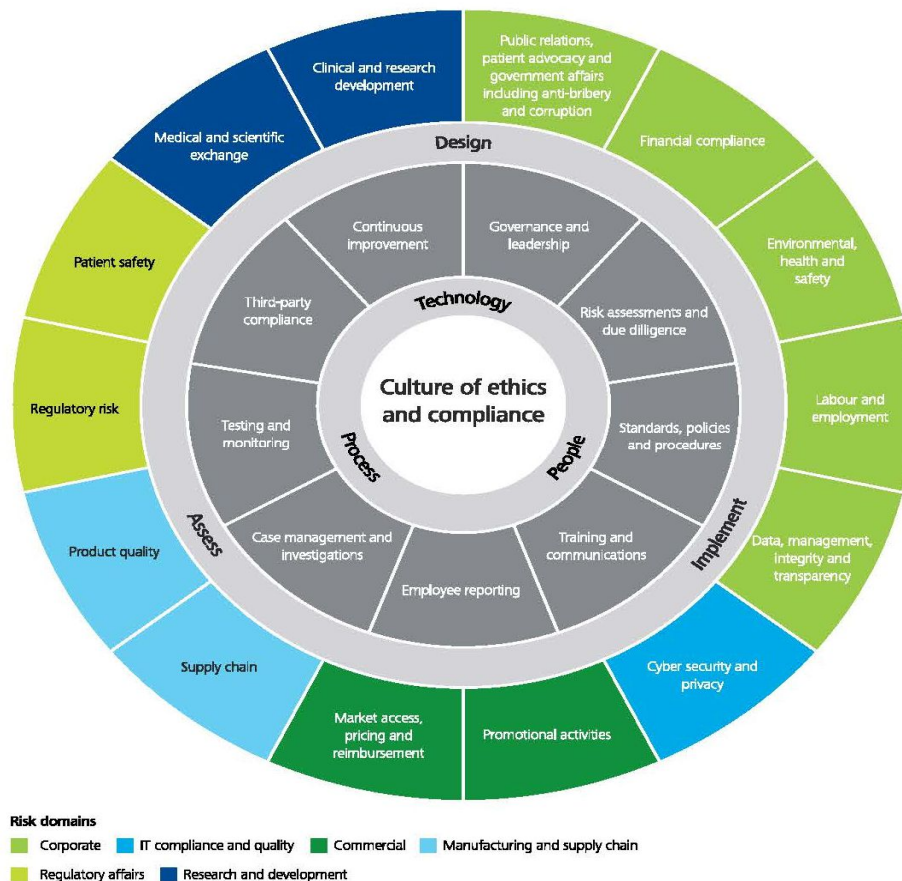 Public relations,
patient advocacy and
government affairs
including anti-bribery
and corruption
Financial compliance
Environmental,
health and
safety
Labour and
employment
Data, management,
integrity and
transparency
Cyber security and
privacy
Promotional activities
Market access,
pricing and
reimbursement
Supply chain
Product quality
Regulatory risk
Patient safety
Medical and scientific
exchange
Clinical and research
development
Design
Implement
Assess
Governance and
leadership
Risk assessments and
due dilligence
Standards, policies
and procedures
Training and
communications
Employee reporting
Case management and
investigations
Testing and
monitoring
Third-party
compliance
Continuous
improvement
Technology
People
Process
Culture of ethics
and compliance
Risk domains
Corporate IT compliance and quality Commercial Manufacturing and supply chain
Regulatory affairs Research and development